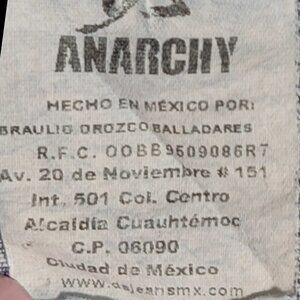 ANARCHY
HECHO EN MÉXICO POR:
BRAULIO OROZCO BALLADARES
R.F.C. OOBB9509086R7
Av. 20 de Noviembre # 151
Int. 501 Col. Centro
Alcaldía Cuauhtémoc
C.P. 06090
Ciudad de México